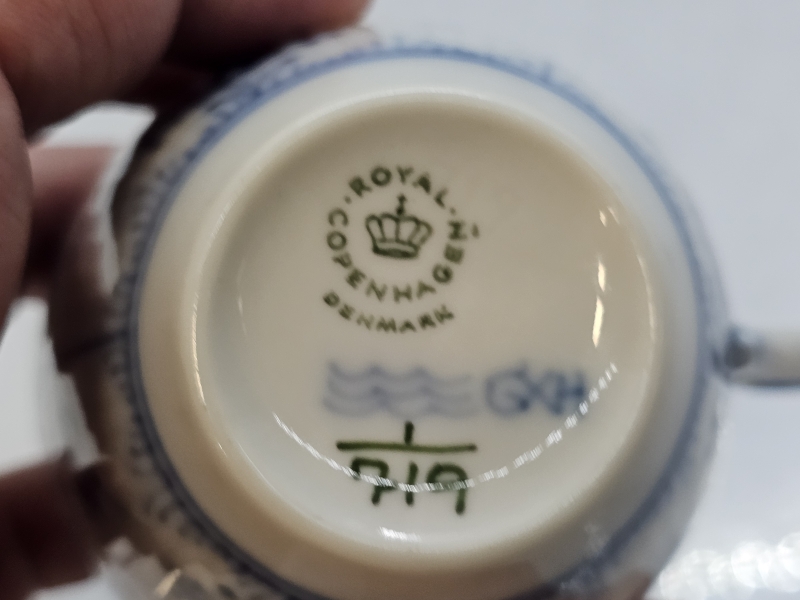 ROYAL
COPENHAGEN
DENMARK
GXH
1
719